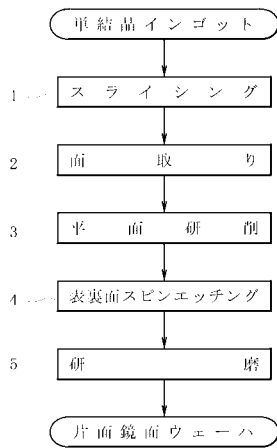 単結晶インゴット
1 スライシング
2 面取り
3 平面研削
4 表裏面スピンエッチング
5 研磨
片面鏡面ウェーハ